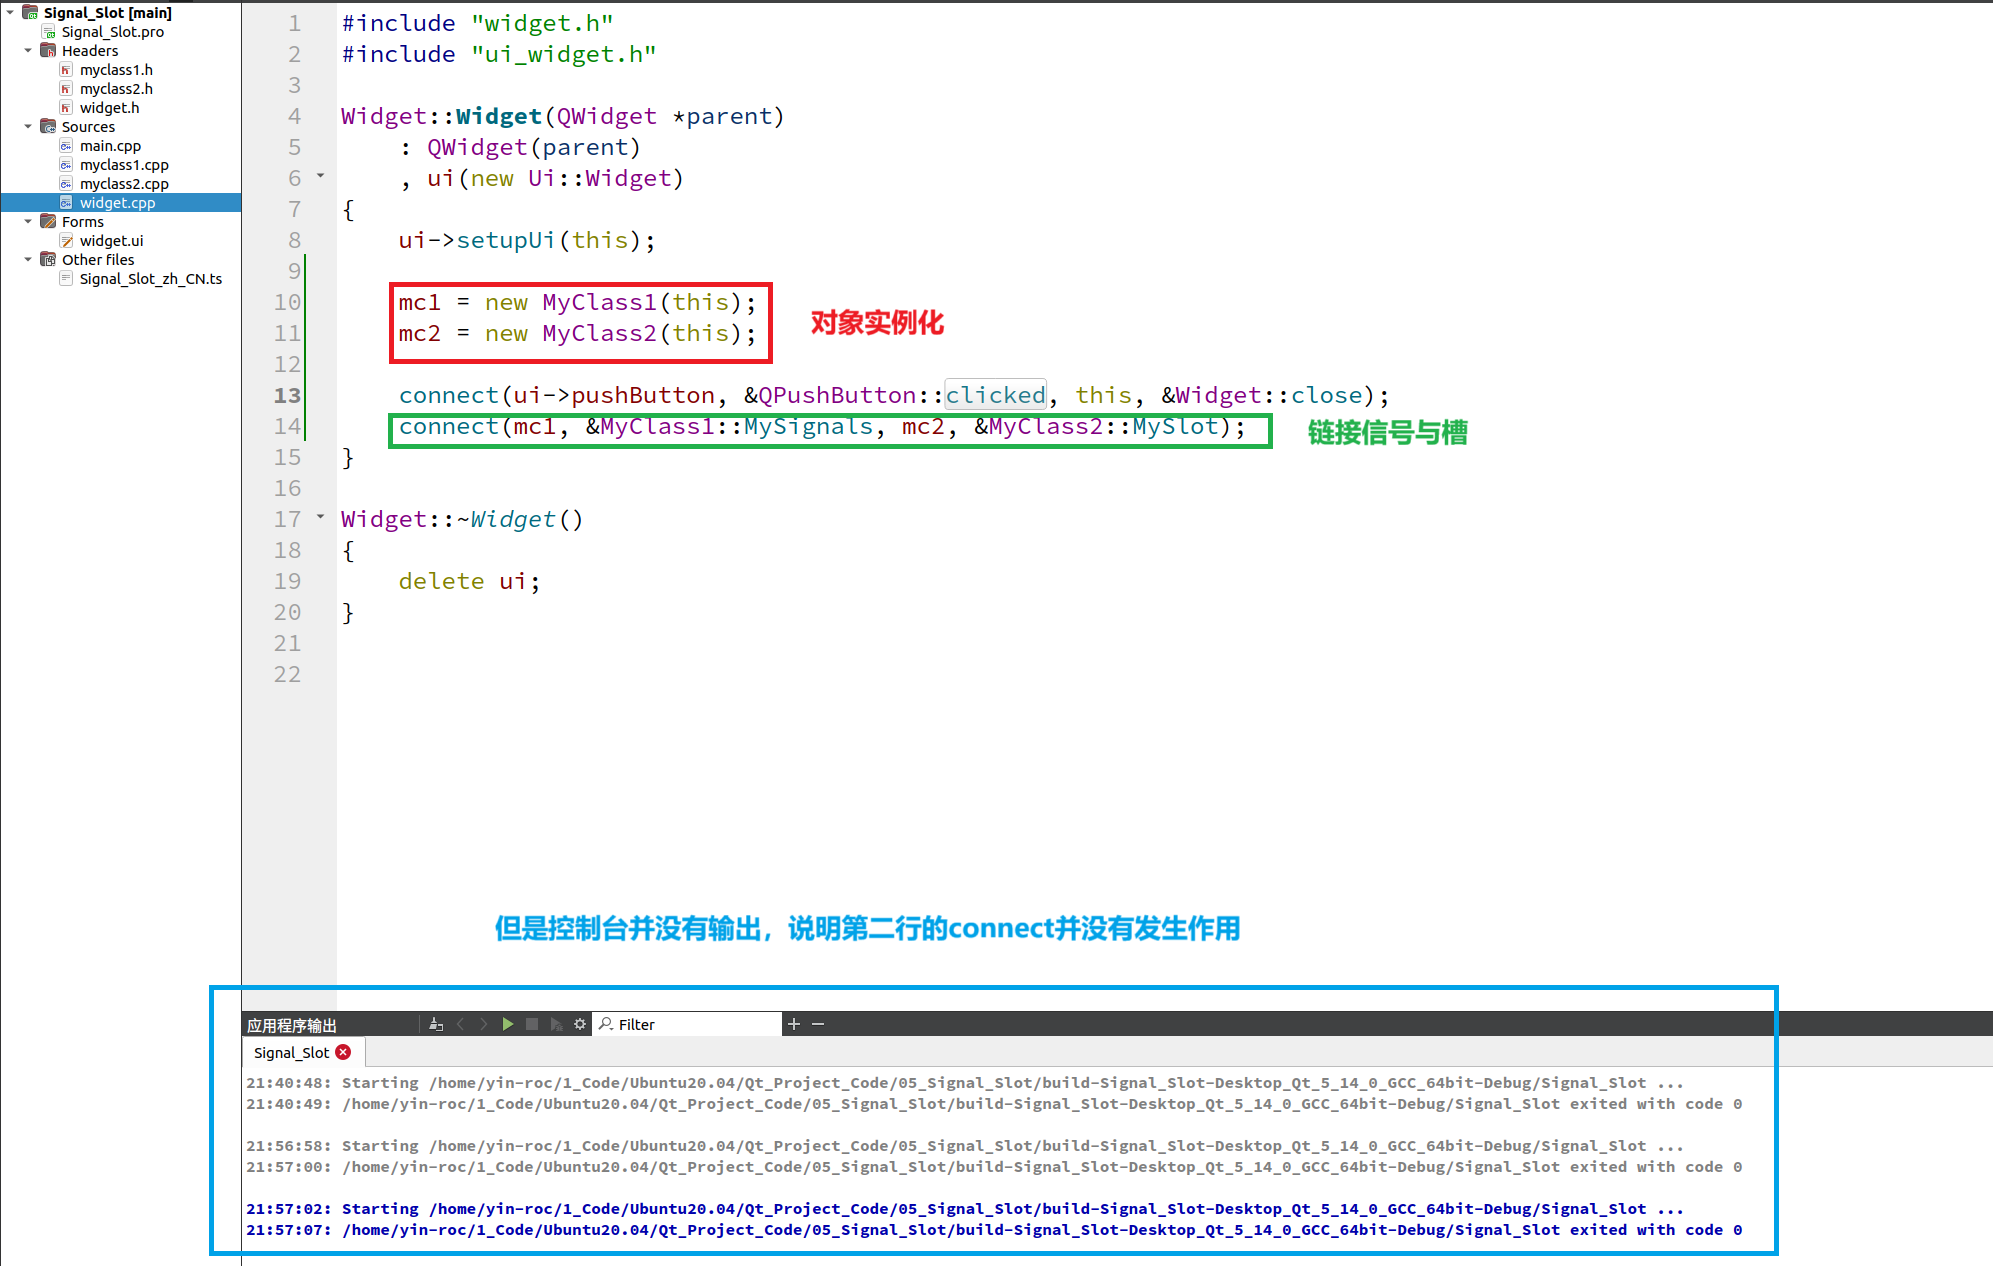 Signal_Slot [main]
Signal_Slot.pro
Headers
myclass1.h
myclass2.h
widget.h
Sources
main.cpp
myclass1.cpp
myclass2.cpp
widget.cpp
Forms
widget.ui
Other files
Signal_Slot_zh_CN.ts
1 #include "widget.h"
2 #include "ui_widget.h"
3
4 Widget::Widget(QWidget *parent)
5     : QWidget(parent)
6     , ui(new Ui::Widget)
7 {
8     ui->setupUi(this);
9
10     mc1 = new MyClass1(this);
对象实例化
11     mc2 = new MyClass2(this);
12
13     connect(ui->pushButton, &QPushButton::clicked, this, &Widget::close);
14     connect(mc1, &MyClass1::MySignals, mc2, &MyClass2::MySlot);
链接信号与槽
15 }
16
17 Widget::~Widget()
18 {
19     delete ui;
20 }
21
22
但是控制台并没有输出，说明第二行的connect并没有发生作用
应用程序输出
Filter
Signal_Slot
21:40:48: Starting /home/yin-roc/1_Code/Ubuntu20.04/Qt_Project_Code/05_Signal_Slot/build-Signal_Slot-Desktop_Qt_5_14_0_GCC_64bit-Debug/Signal_Slot ...
21:40:49: /home/yin-roc/1_Code/Ubuntu20.04/Qt_Project_Code/05_Signal_Slot/build-Signal_Slot-Desktop_Qt_5_14_0_GCC_64bit-Debug/Signal_Slot exited with code 0
21:56:58: Starting /home/yin-roc/1_Code/Ubuntu20.04/Qt_Project_Code/05_Signal_Slot/build-Signal_Slot-Desktop_Qt_5_14_0_GCC_64bit-Debug/Signal_Slot ...
21:57:00: /home/yin-roc/1_Code/Ubuntu20.04/Qt_Project_Code/05_Signal_Slot/build-Signal_Slot-Desktop_Qt_5_14_0_GCC_64bit-Debug/Signal_Slot exited with code 0
21:57:02: Starting /home/yin-roc/1_Code/Ubuntu20.04/Qt_Project_Code/05_Signal_Slot/build-Signal_Slot-Desktop_Qt_5_14_0_GCC_64bit-Debug/Signal_Slot ...
21:57:07: /home/yin-roc/1_Code/Ubuntu20.04/Qt_Project_Code/05_Signal_Slot/build-Signal_Slot-Desktop_Qt_5_14_0_GCC_64bit-Debug/Signal_Slot exited with code 0